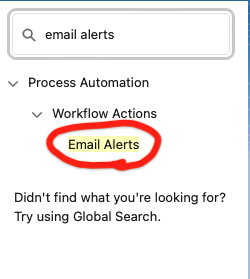 email alerts
Process Automation
Workflow Actions
Email Alerts
Didn't find what you're looking for?
Try using Global Search.